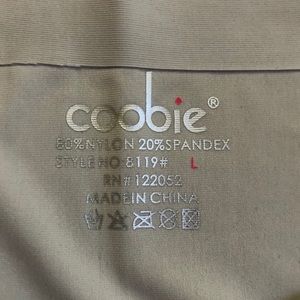 coobie®
80%NYLON 20%SPANDEX
STYLE NO:8119# L
RN#122052
MADE IN CHINA